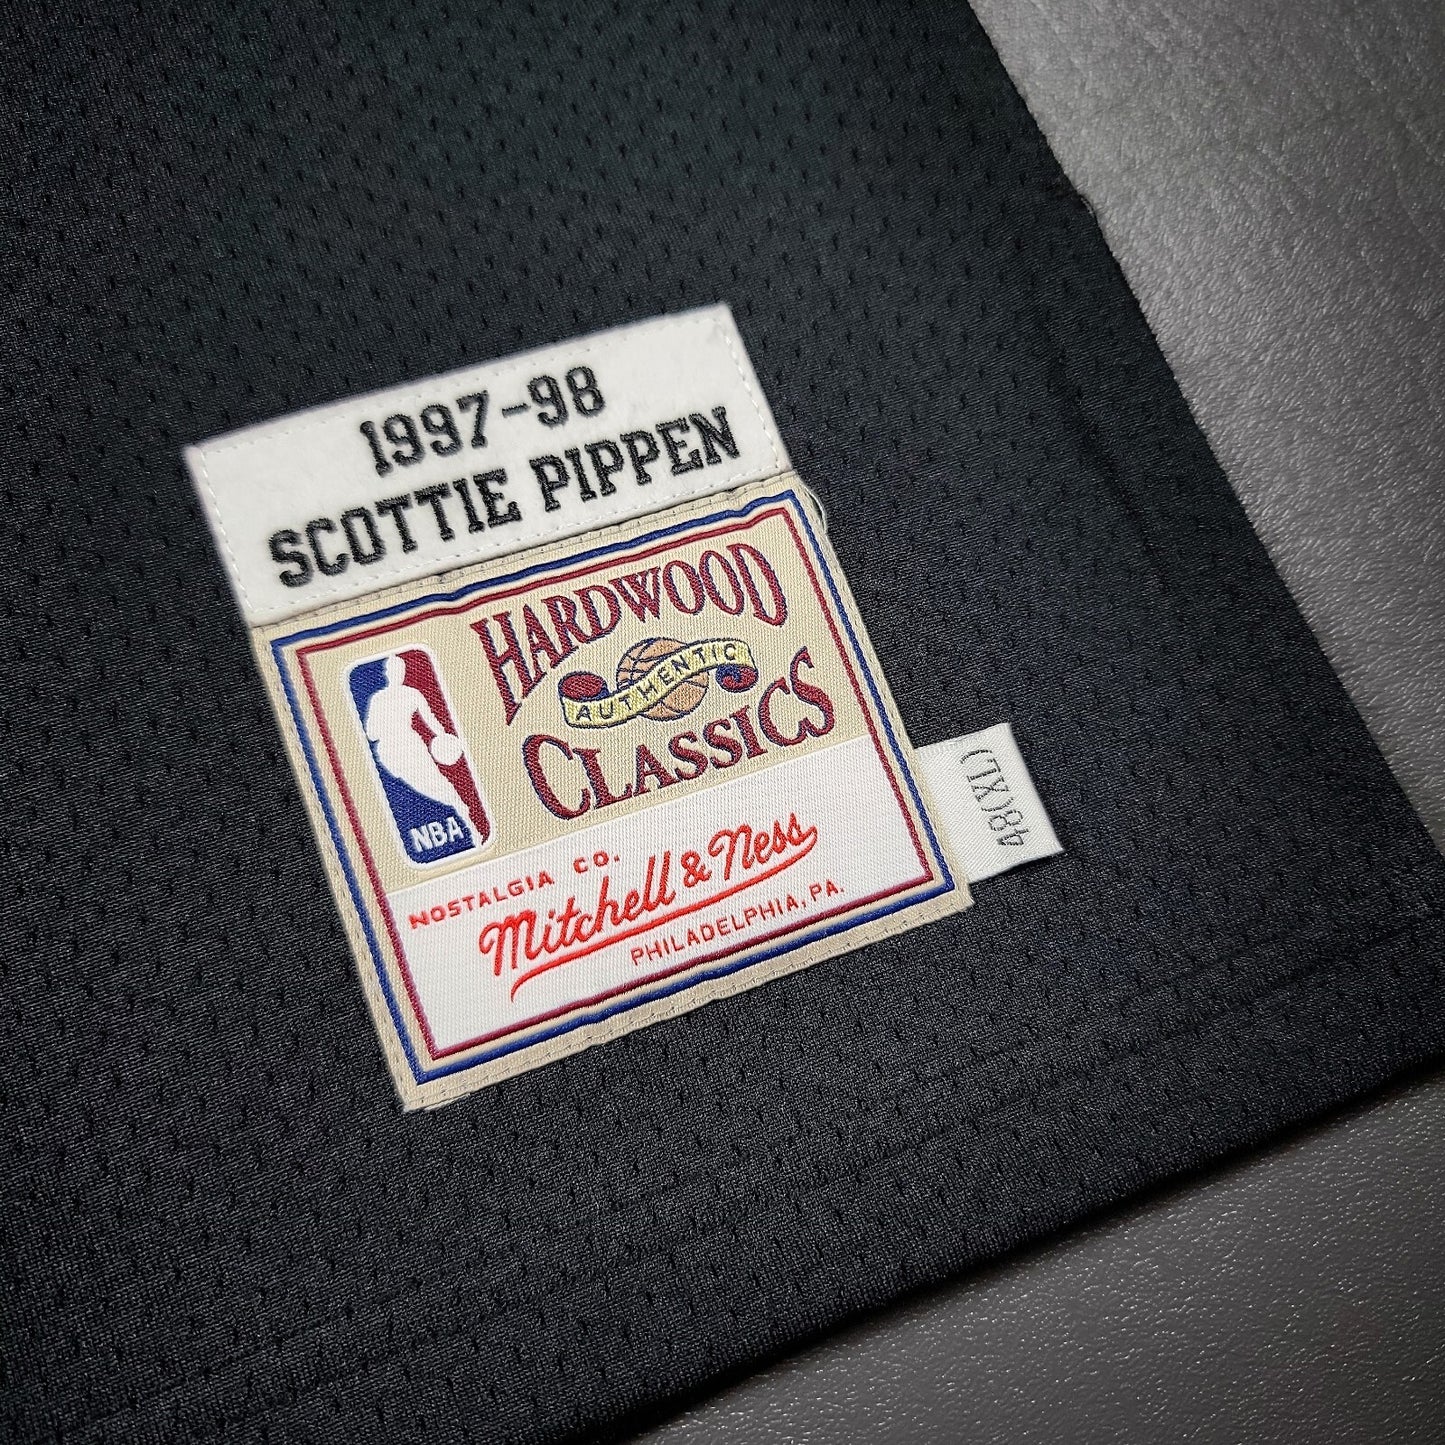 1997-98
SCOTTIE PIPPEN
HARDWOOD
AUTHENTIC
CLASSICS
NBA
NOSTALGIA CO.
Mitchell & Ness
PHILADELPHIA, PA.
48(XL)